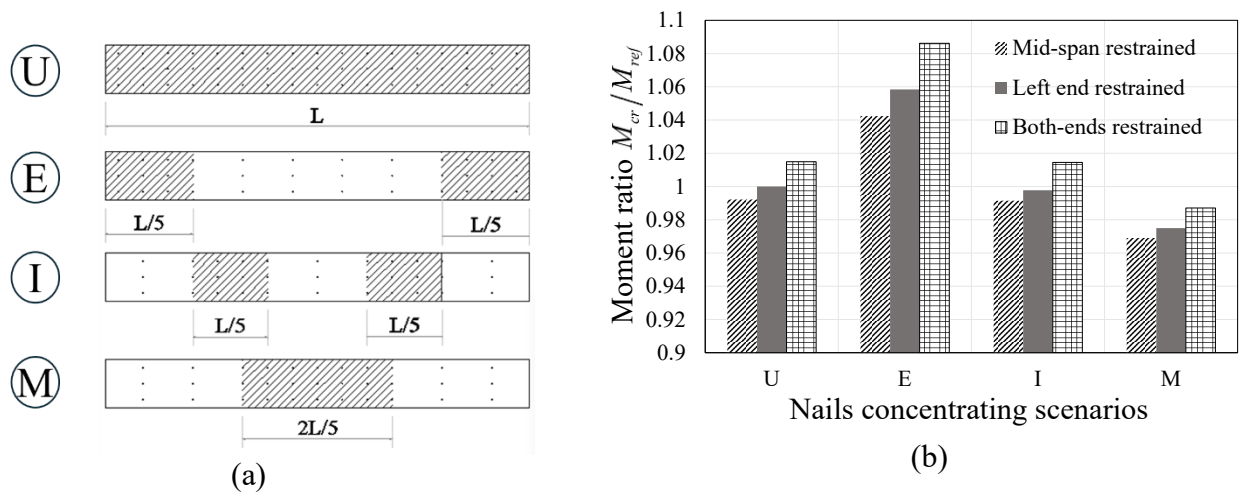 U
L
E
L/5
L/5
I
L/5
L/5
M
2L/5
(a)
Moment ratio M_cr/M_ref
1.1
1.08
1.06
1.04
1.02
1
0.98
0.96
0.94
0.92
0.9
Mid-span restrained
Left end restrained
Both-ends restrained
U E I M
Nails concentrating scenarios
(b)